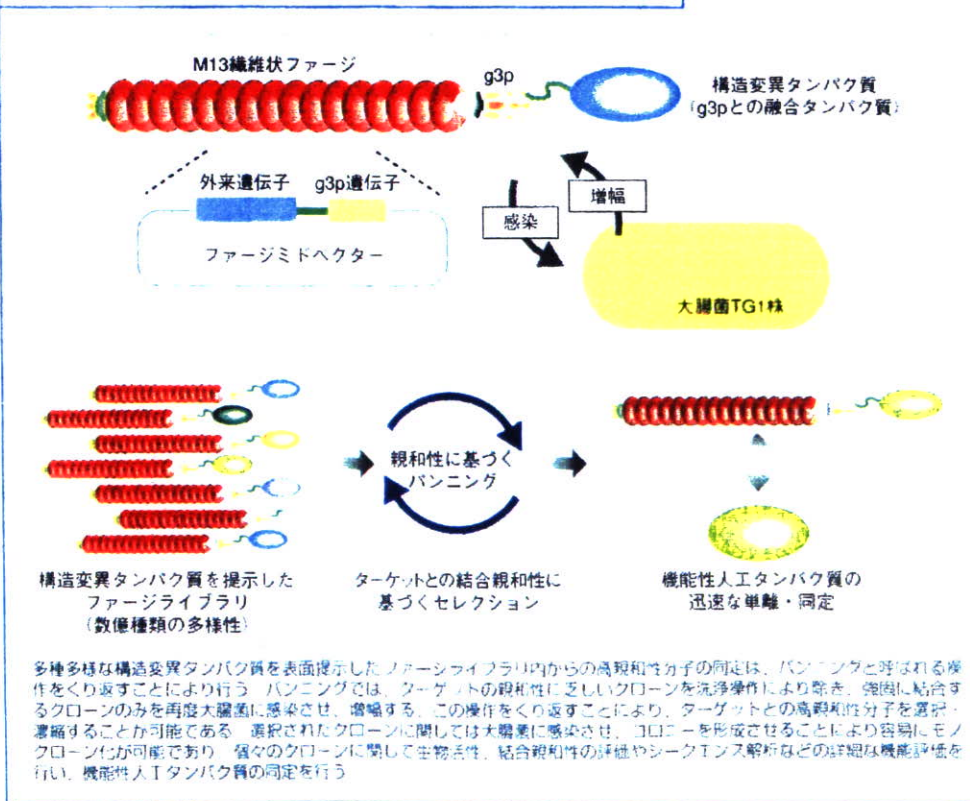 M13繊維状ファージ
g3p
構造変異タンパク質
(g3pとの融合タンパク質)
外来遺伝子 g3p遺伝子
ファージミドベクター
感染
増幅
大腸菌TG1株
親和性に基づく
パンニング
構造変異タンパク質を提示した
ファージライブラリ
(数億種類の多様性)
ターゲットとの結合親和性に
基づくセレクション
機能性人工タンパク質の
迅速な単離・同定
多種多様な構造変異タンパク質を表面提示したファージライブラリ内からの高親和性分子の同定は、パンニングと呼ばれる操
作をくり返すことにより行う パンニングでは、ターゲットの親和性に乏しいクローンを洗浄操作により除き、強固に結合す
るクローンのみを再度大腸菌に感染させ、増幅する、この操作をくり返すことにより、ターゲットとの高親和性分子を選択・
濃縮することが可能である 選択されたクローンに関しては大腸菌に感染させ、コロニーを形成させることにより容易にモノ
クローン化が可能であり、個々のクローンに関して生物活性、結合親和性の評価やシークエンス解析などの詳細な機能評価を
行い、機能性人工タンパク質の同定を行う